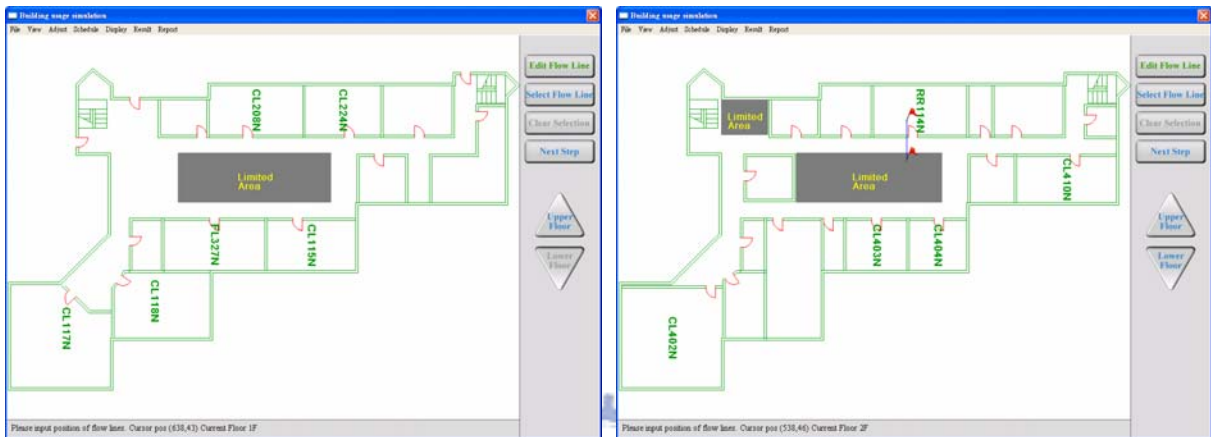 Building usage simulation
File View Adjust Schedule Display Result Report
Edit Flow Line
Select Flow Line
Clear Selection
Next Step
Upper
Floor
Lower
Floor
CL208N
CL224N
Limited
Area
FL327N
CL115N
CL118N
CL117N
Please input position of flow lines. Cursor pos (638,43) Current Floor 1F
Building usage simulation
File View Adjust Schedule Display Result Report
Edit Flow Line
Select Flow Line
Clear Selection
Next Step
Upper
Floor
Lower
Floor
Limited
Area
RR114N
Limited
Area
CL410N
CL403N
CL404N
CL402N
Please input position of flow lines. Cursor pos (538,46) Current Floor 2F